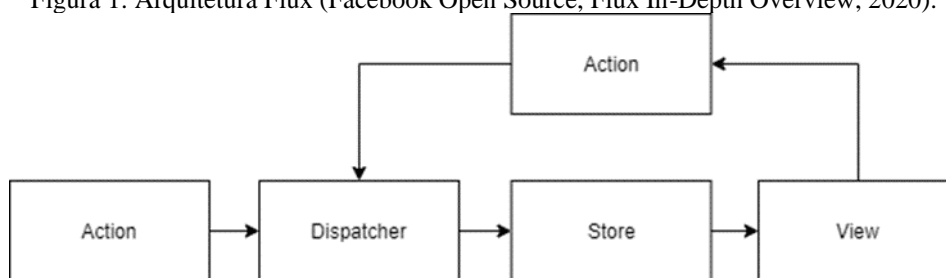 Figura 1. Arquitetura Flux (Facebook Open Source, Flux In-Depth Overview, 2020).
Action
Action
Dispatcher
Store
View